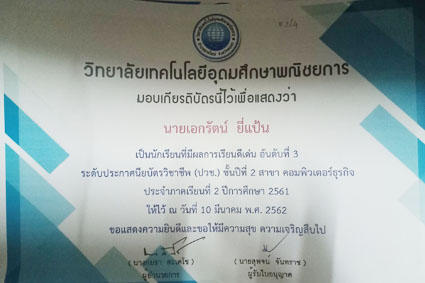 วิทยาลัยเทคโนโลยีอุดมศึกษาพณิชยการ
มอบเกียรติบัตรนี้ไว้เพื่อแสดงว่า
นายเอกรัตน์ ยี่แป้น
เป็นนักเรียนที่มีผลการเรียนดีเด่น อันดับที่ 3
ระดับประกาศนียบัตรวิชาชีพ (ปวช.) ชั้นปีที่ 2 สาขา คอมพิวเตอร์ธุรกิจ
ประจำภาคเรียนที่ 2 ปีการศึกษา 2561
ให้ไว้ ณ วันที่ 10 มีนาคม พ.ศ. 2562
ขอแสดงความยินดีและขอให้มีความสุข ความเจริญสืบไป
(นายสุพจน์ จันทราช)
ผู้อำนวยการ ผู้รับใบอนุญาต